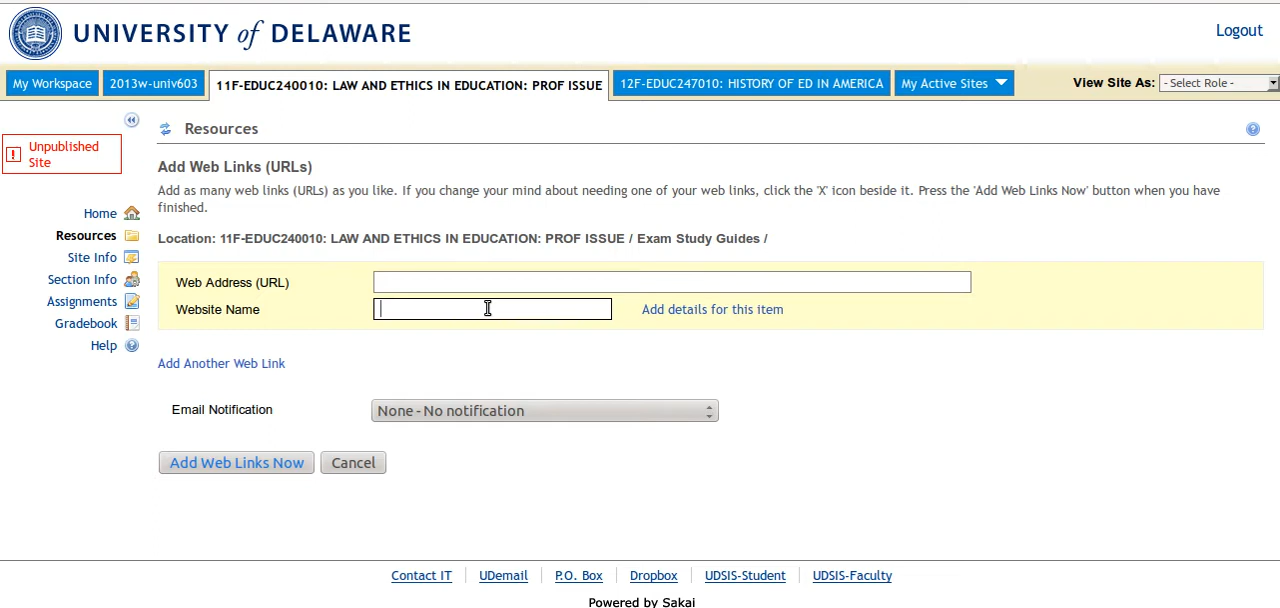 UNIVERSITY of DELAWARE
Logout
My Workspace 2013w-univ603 11F-EDUC240010: LAW AND ETHICS IN EDUCATION: PROF ISSUE 12F-EDUC247010: HISTORY OF ED IN AMERICA My Active Sites View Site As: - Select Role -
Unpublished
Site
Home
Resources
Site Info
Section Info
Assignments
Gradebook
Help
Resources
Add Web Links (URLs)
Add as many web links (URLs) as you like. If you change your mind about needing one of your web links, click the 'X' icon beside it. Press the 'Add Web Links Now' button when you have
finished.
Location: 11F-EDUC240010: LAW AND ETHICS IN EDUCATION: PROF ISSUE / Exam Study Guides /
Web Address (URL)
Website Name Add details for this item
Add Another Web Link
Email Notification None - No notification
Add Web Links Now Cancel
Contact IT UDemail P.O. Box Dropbox UDSIS-Student UDSIS-Faculty
Powered by Sakai